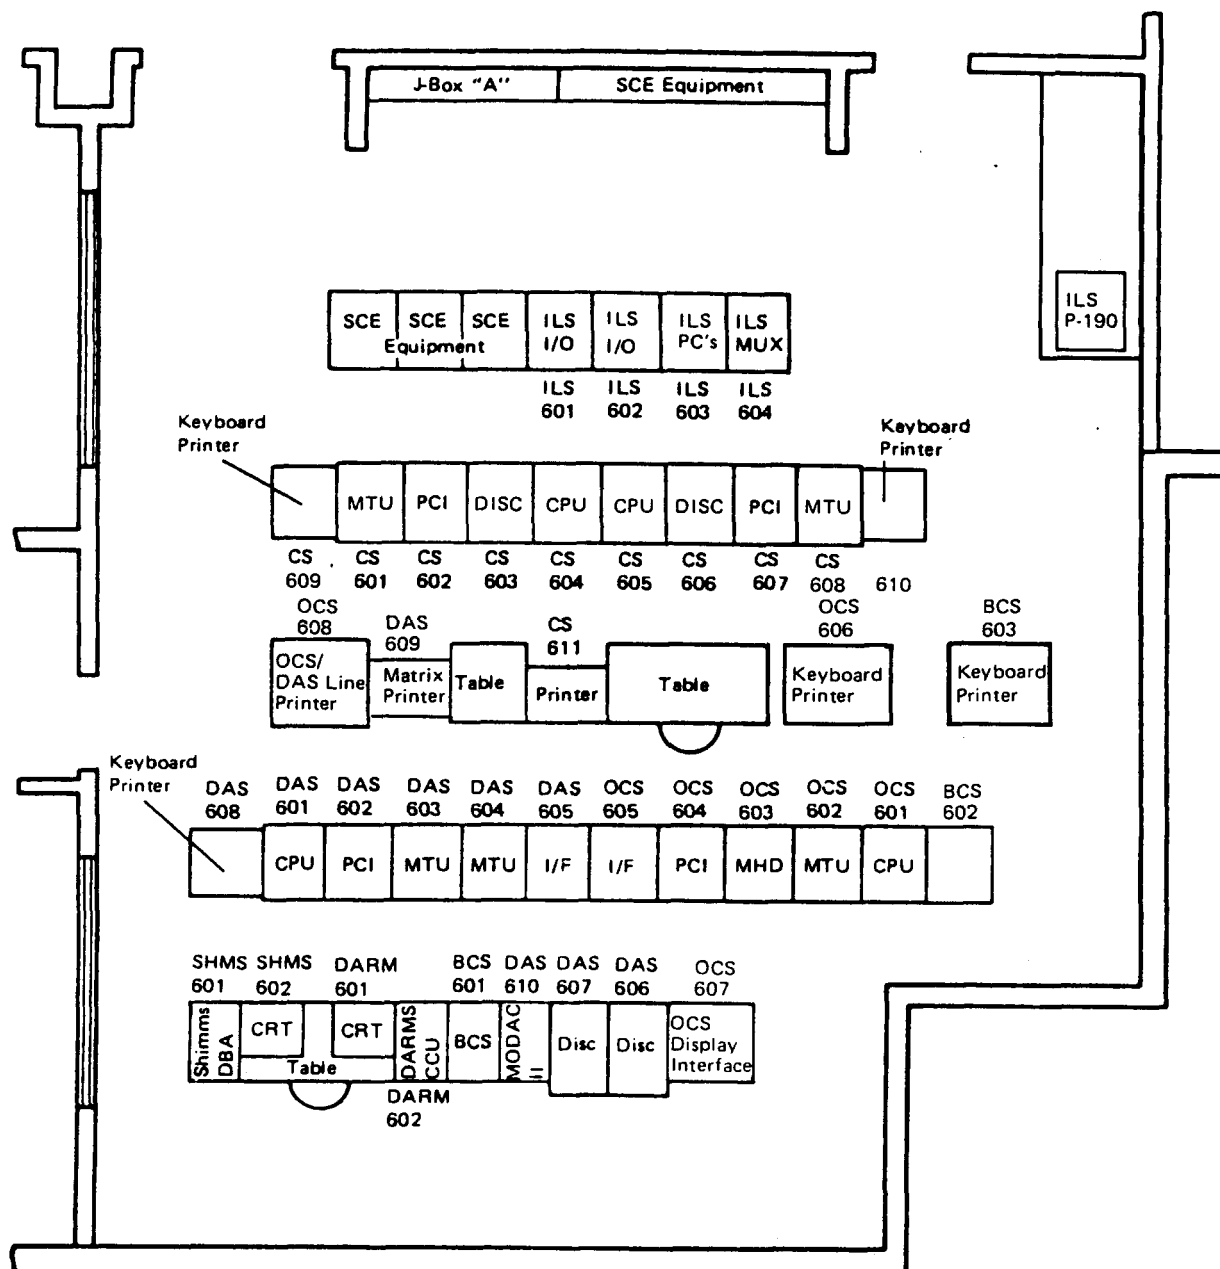 J-Box "A" SCE Equipment
ILS
P-190
SCE SCE SCE ILS ILS ILS ILS
Equipment I/O I/O PC's MUX
ILS ILS ILS ILS
601 602 603 604
Keyboard
Printer
Keyboard
Printer
MTU PCI DISC CPU CPU DISC PCI MTU
CS CS CS CS CS CS CS CS CS
609 601 602 603 604 605 606 607 608 610
OCS
608
DAS
609
CS
611
OCS
606
BCS
603
OCS/
DAS Line
Printer
Matrix
Printer
Table
Printer
Table
Keyboard
Printer
Keyboard
Printer
Keyboard
Printer
DAS DAS DAS DAS DAS DAS OCS OCS OCS OCS OCS BCS
608 601 602 603 604 605 605 604 603 602 601 602
CPU PCI MTU MTU I/F I/F PCI MHD MTU CPU
SHMS SHMS DARM BCS DAS DAS DAS OCS
601 602 601 601 610 607 606 607
Shimms
DBA
CRT
CRT
Table
DARMS
CCU
BCS
MODAC
II
Disc
Disc
OCS
Display
Interface
DARM
602